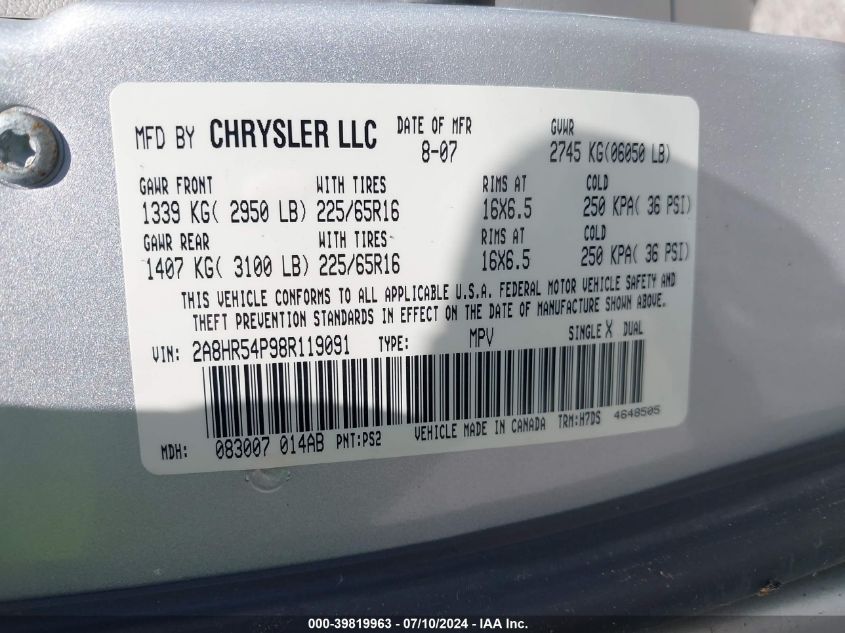 MFD BY CHRYSLER LLC DATE OF MFR GVWR
8-07 2745 KG(06050 LB)
GAWR FRONT WITH TIRES RIMS AT COLD
1339 KG( 2950 LB) 225/65R16 16X6.5 250 KPA( 36 PSI)
GAWR REAR WITH TIRES RIMS AT COLD
1407 KG( 3100 LB) 225/65R16 16X6.5 250 KPA( 36 PSI)
THIS VEHICLE CONFORMS TO ALL APPLICABLE U.S.A. FEDERAL MOTOR VEHICLE SAFETY AND
THEFT PREVENTION STANDARDS IN EFFECT ON THE DATE OF MANUFACTURE SHOWN ABOVE.
VIN: 2A8HR54P98R119091 TYPE: MPV SINGLE X DUAL
MDH: 083007 014AB PNT:PS2 VEHICLE MADE IN CANADA TRM:H7DS 4648505
000-39819963 - 07/10/2024 - IAA Inc.